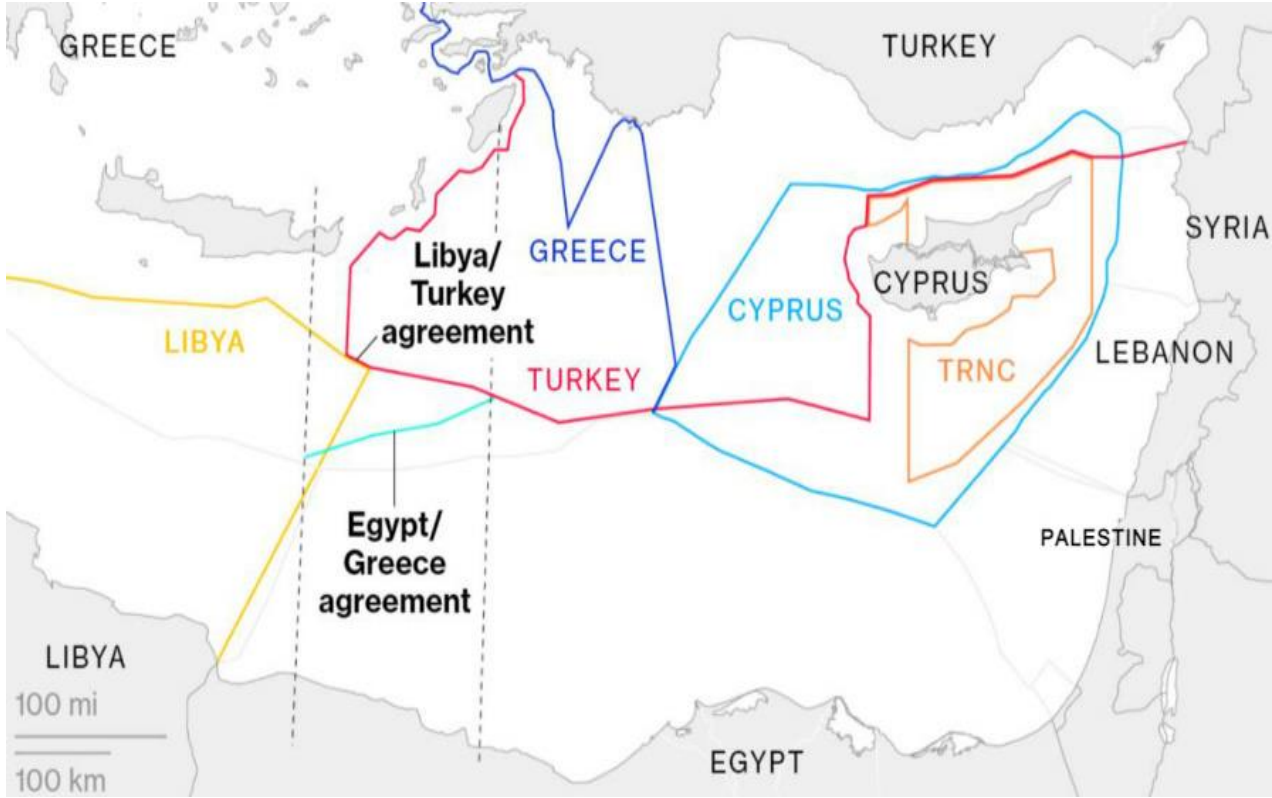 GREECE
TURKEY
SYRIA
GREECE
Libya/
Turkey
agreement
CYPRUS
CYPRUS
LIBYA
TURKEY
TRNC
LEBANON
Egypt/
Greece
agreement
PALESTINE
LIBYA
100 mi
100 km
EGYPT